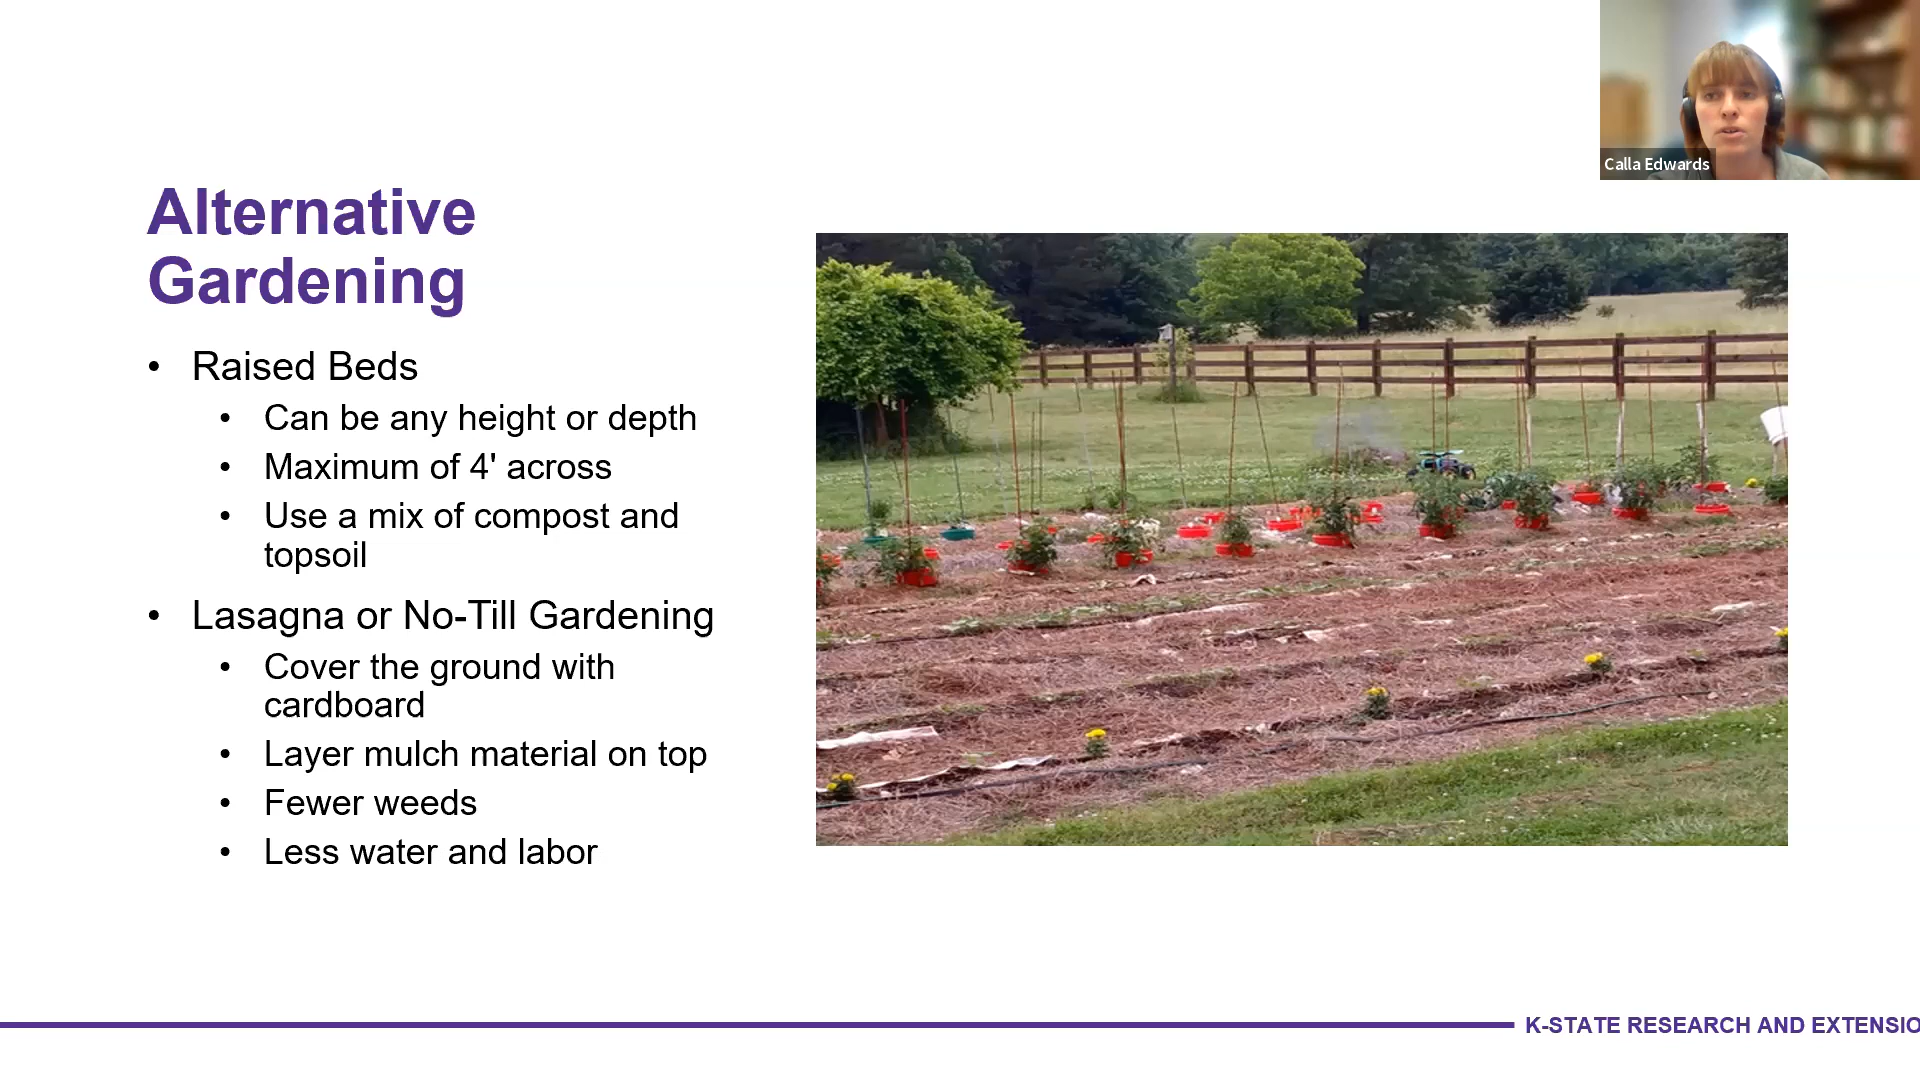 Calla Edwards
Alternative
Gardening
• Raised Beds
• Can be any height or depth
• Maximum of 4' across
• Use a mix of compost and
topsoil
• Lasagna or No-Till Gardening
• Cover the ground with
cardboard
• Layer mulch material on top
• Fewer weeds
• Less water and labor
K-STATE RESEARCH AND EXTENSIO